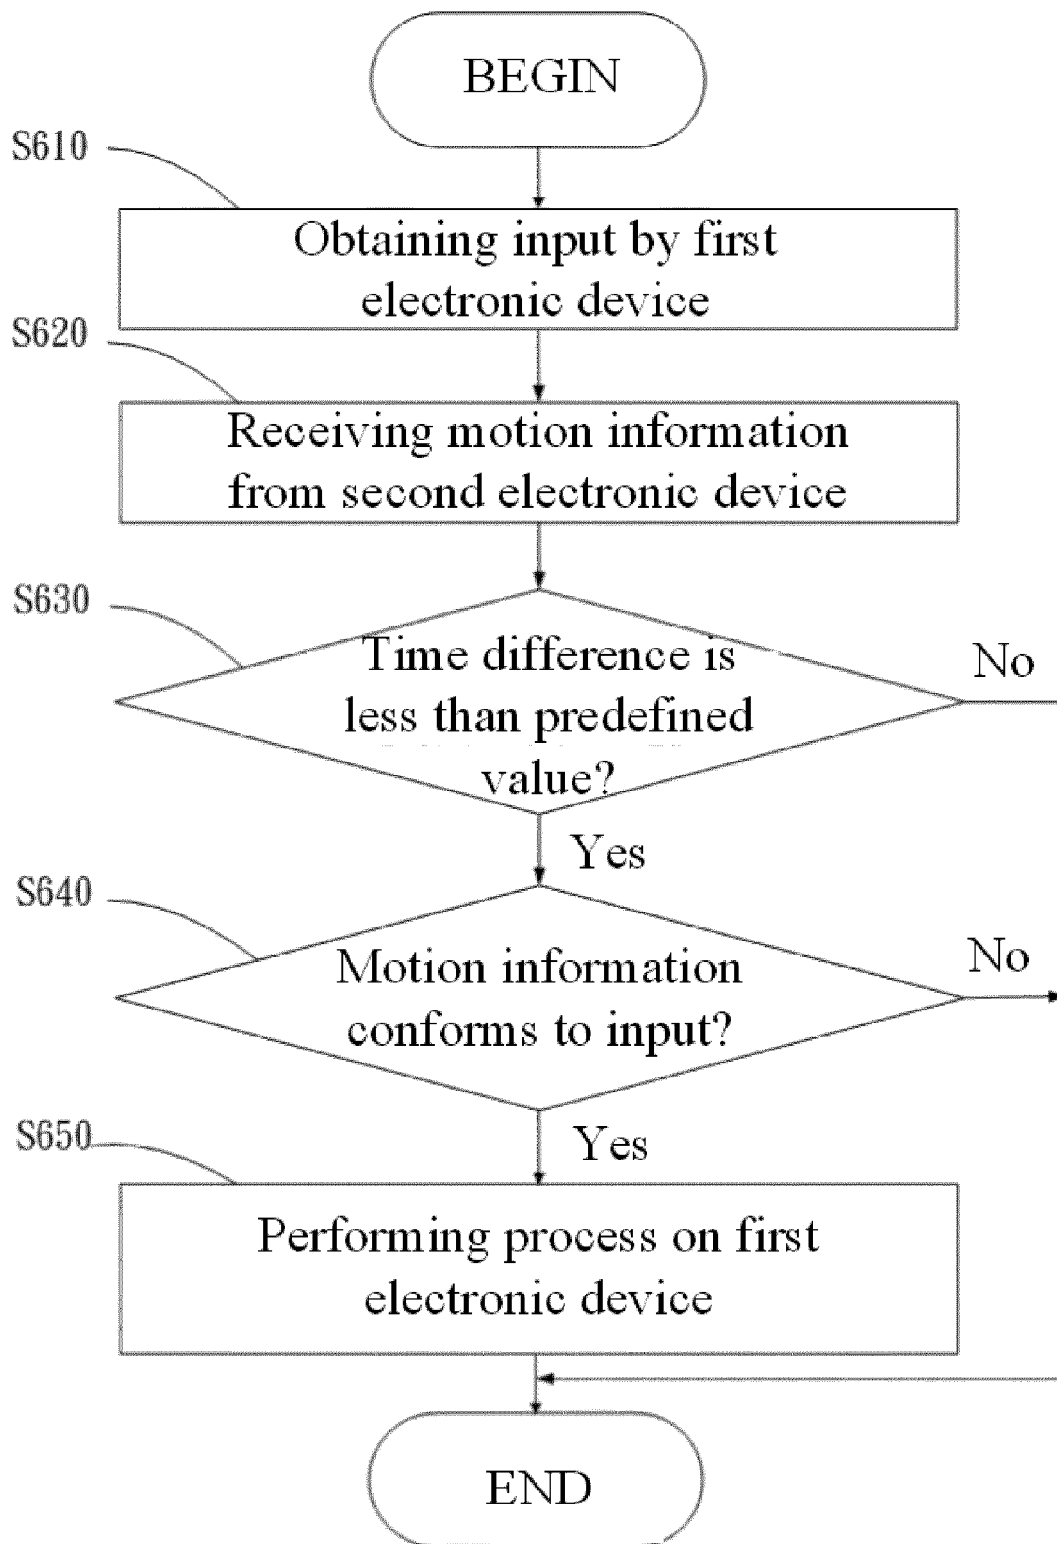 BEGIN
S610
Obtaining input by first
electronic device
S620
Receiving motion information
from second electronic device
S630
Time difference is
less than predefined
value?
No
Yes
S640
Motion information
conforms to input?
No
Yes
S650
Performing process on first
electronic device
END